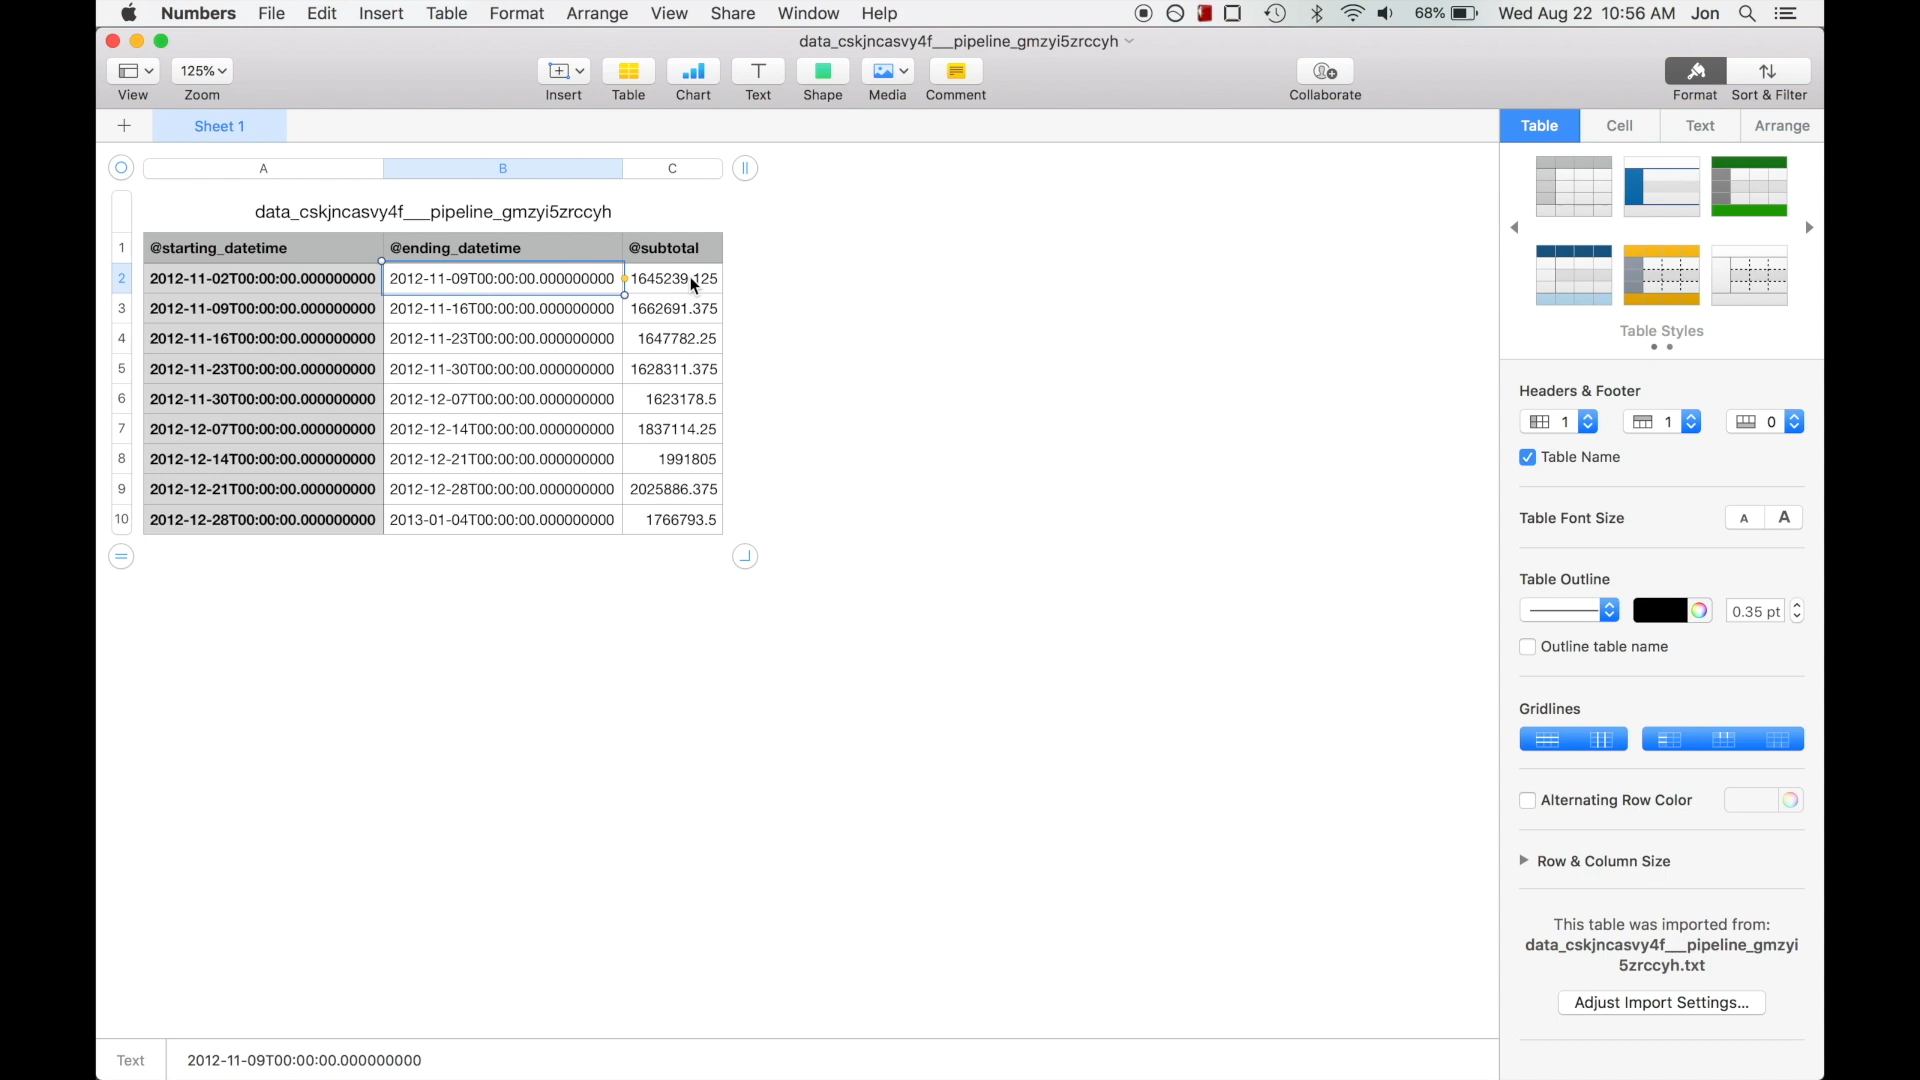 Numbers File Edit Insert Table Format Arrange View Share Window Help 68% Wed Aug 22 10:56 AM Jon
data_cskjncasvy4f___pipeline_gmzyi5zrccyh
125%
View Zoom Insert Table Chart Text Shape Media Comment Collaborate Format Sort & Filter
Sheet 1
Table Cell Text Arrange
A B C
data_cskjncasvy4f___pipeline_gmzyi5zrccyh
1 @starting_datetime @ending_datetime @subtotal
2 2012-11-02T00:00:00.000000000 2012-11-09T00:00:00.000000000 1645239.125
3 2012-11-09T00:00:00.000000000 2012-11-16T00:00:00.000000000 1662691.375
4 2012-11-16T00:00:00.000000000 2012-11-23T00:00:00.000000000 1647782.25
5 2012-11-23T00:00:00.000000000 2012-11-30T00:00:00.000000000 1628311.375
6 2012-11-30T00:00:00.000000000 2012-12-07T00:00:00.000000000 1623178.5
7 2012-12-07T00:00:00.000000000 2012-12-14T00:00:00.000000000 1837114.25
8 2012-12-14T00:00:00.000000000 2012-12-21T00:00:00.000000000 1991805
9 2012-12-21T00:00:00.000000000 2012-12-28T00:00:00.000000000 2025886.375
10 2012-12-28T00:00:00.000000000 2013-01-04T00:00:00.000000000 1766793.5
Table Styles
Headers & Footer
1 1 0
Table Name
Table Font Size A A
Table Outline
0.35 pt
Outline table name
Gridlines
Alternating Row Color
Row & Column Size
This table was imported from:
data_cskjncasvy4f___pipeline_gmzyi
5zrccyh.txt
Adjust Import Settings...
Text 2012-11-09T00:00:00.000000000